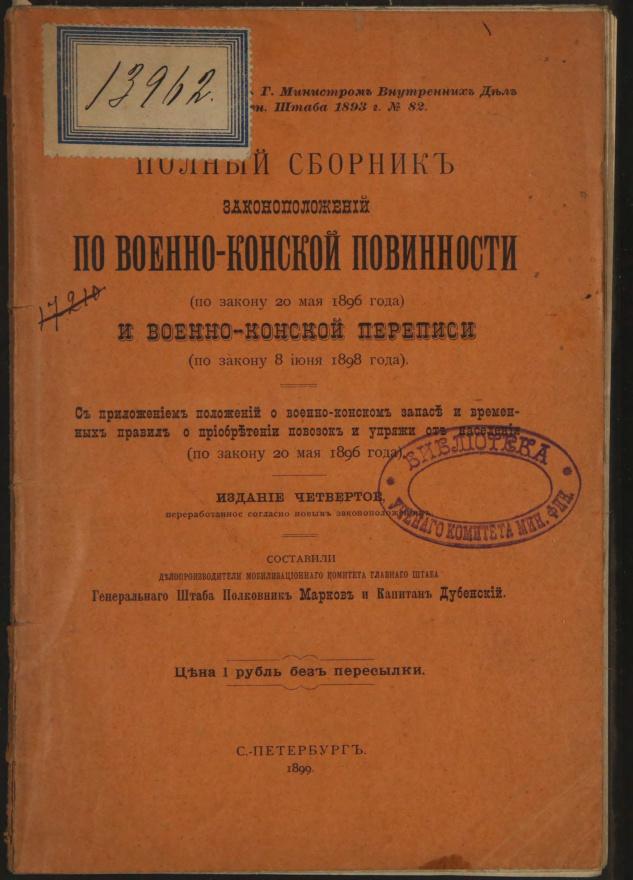 13962.
Г. Министромъ Внутреннихъ Дѣлъ
Штаба 1893 г. № 82.
ПОЛНЫЙ СБОРНИКЪ
ЗАКОНОПОЛОЖЕНІЙ
ПО ВОЕННО-КОНСКОЙ ПОВИННОСТИ
17210
(по закону 20 мая 1896 года)
И ВОЕННО-КОНСКОЙ ПЕРЕПИСИ
(по закону 8 іюня 1898 года).
Съ приложеніемъ положеній о военно-конскомъ запасѣ и времен-
ныхъ правилъ о пріобрѣтеніи повозокъ и упряжи отъ населенія
(по закону 20 мая 1896 года).
БИБЛІОТЕКА
УЧЕНАГО КОМИТЕТА МИН. ФИН.
ИЗДАНІЕ ЧЕТВЕРТОЕ,
переработанное согласно новымъ законоположеніямъ.
СОСТАВИЛИ
ДѢЛОПРОИЗВОДИТЕЛИ МОБИЛИЗАЦІОННАГО КОМИТЕТА ГЛАВНАГО ШТАБА
Генеральнаго Штаба Полковникъ Марковъ и Капитанъ Дубенскій.
Цѣна 1 рубль безъ пересылки.
С.-ПЕТЕРБУРГЪ.
1899.